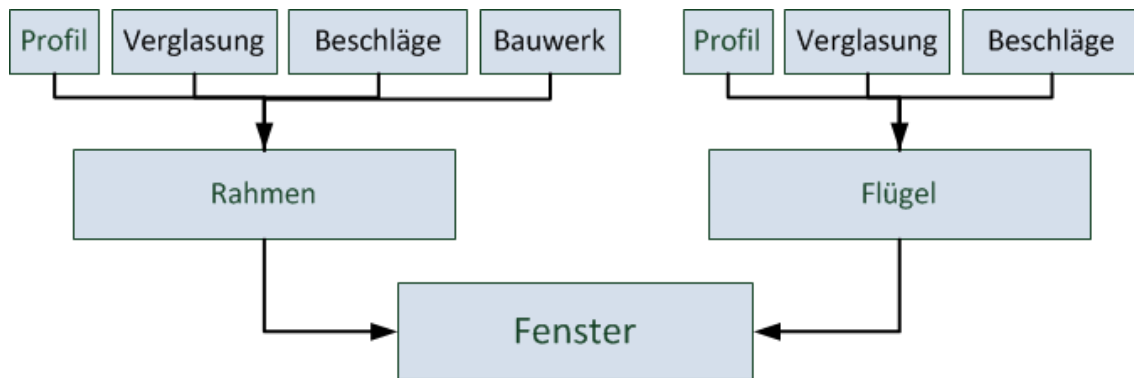 Profil Verglasung Beschläge Bauwerk Profil Verglasung Beschläge
Rahmen Flügel
Fenster